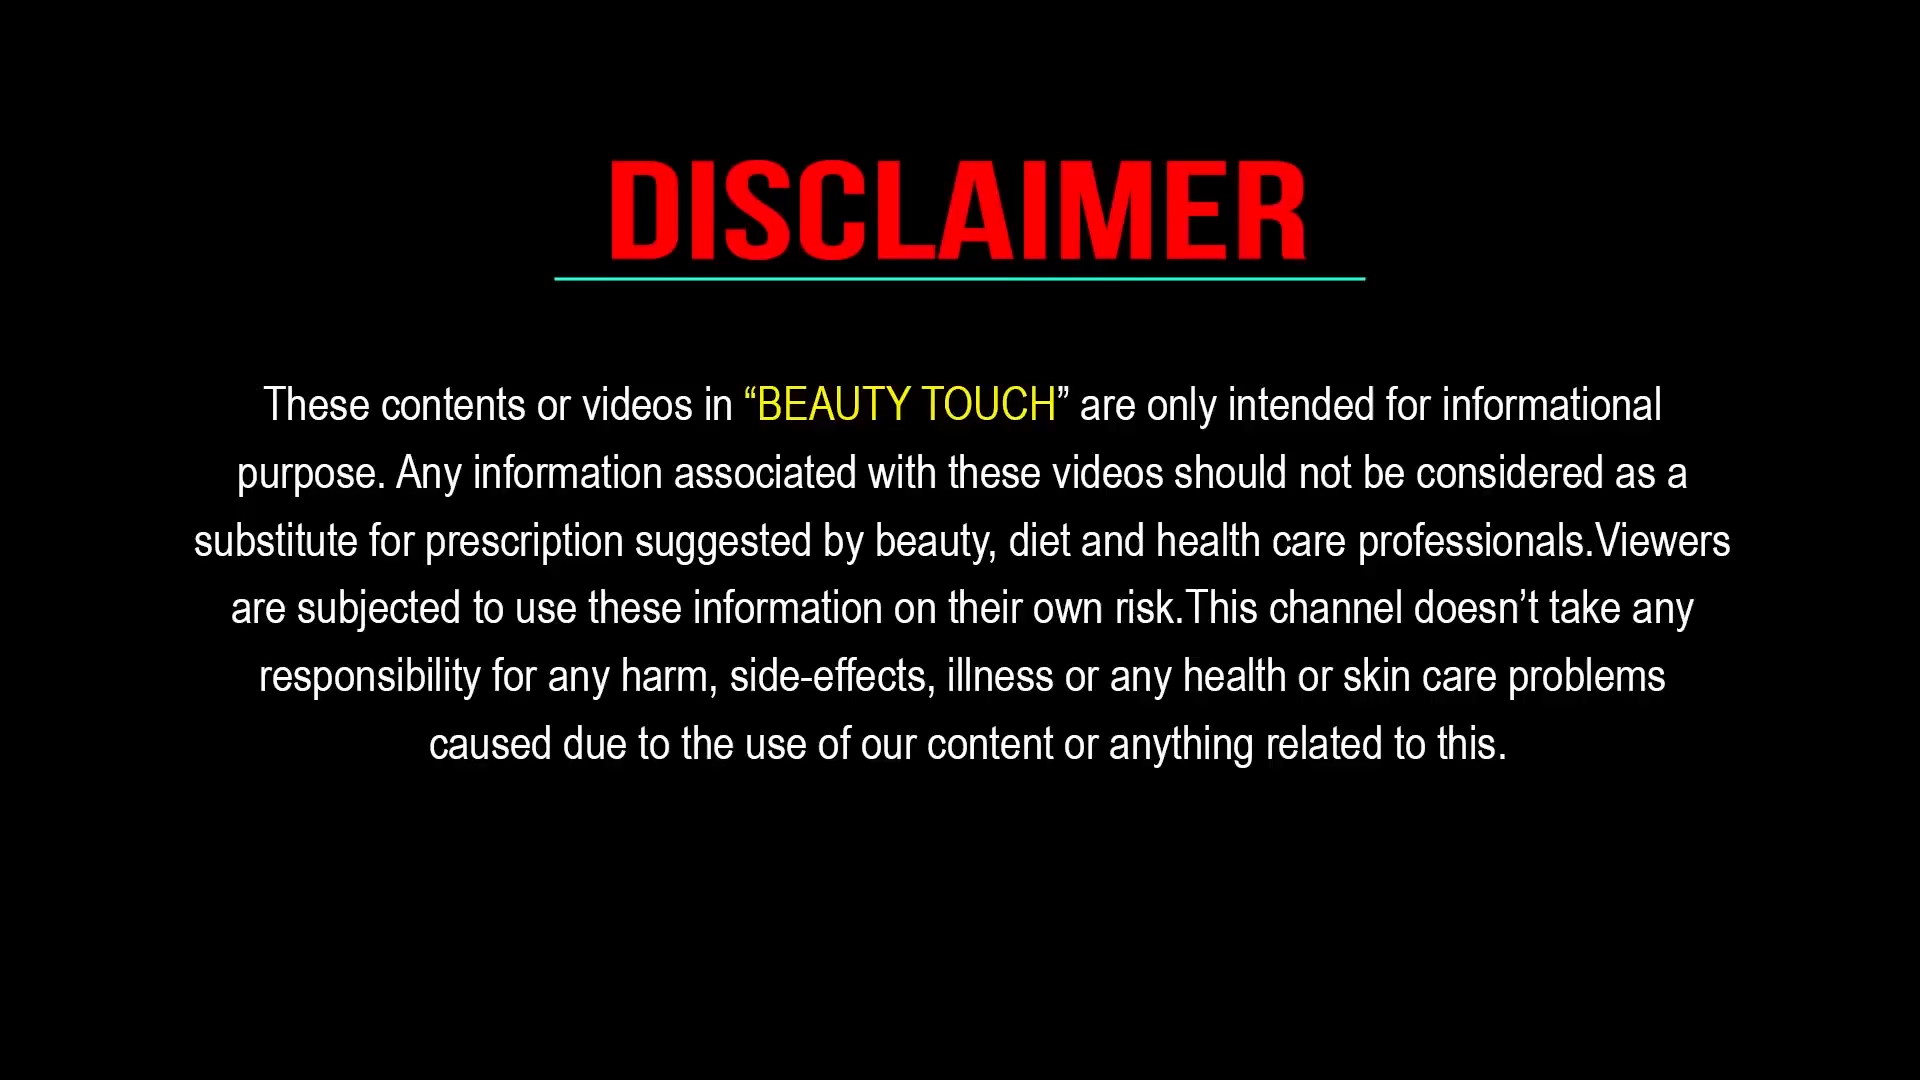 DISCLAIMER
These contents or videos in “BEAUTY TOUCH” are only intended for informational
purpose. Any information associated with these videos should not be considered as a
substitute for prescription suggested by beauty, diet and health care professionals.Viewers
are subjected to use these information on their own risk.This channel doesn’t take any
responsibility for any harm, side-effects, illness or any health or skin care problems
caused due to the use of our content or anything related to this.